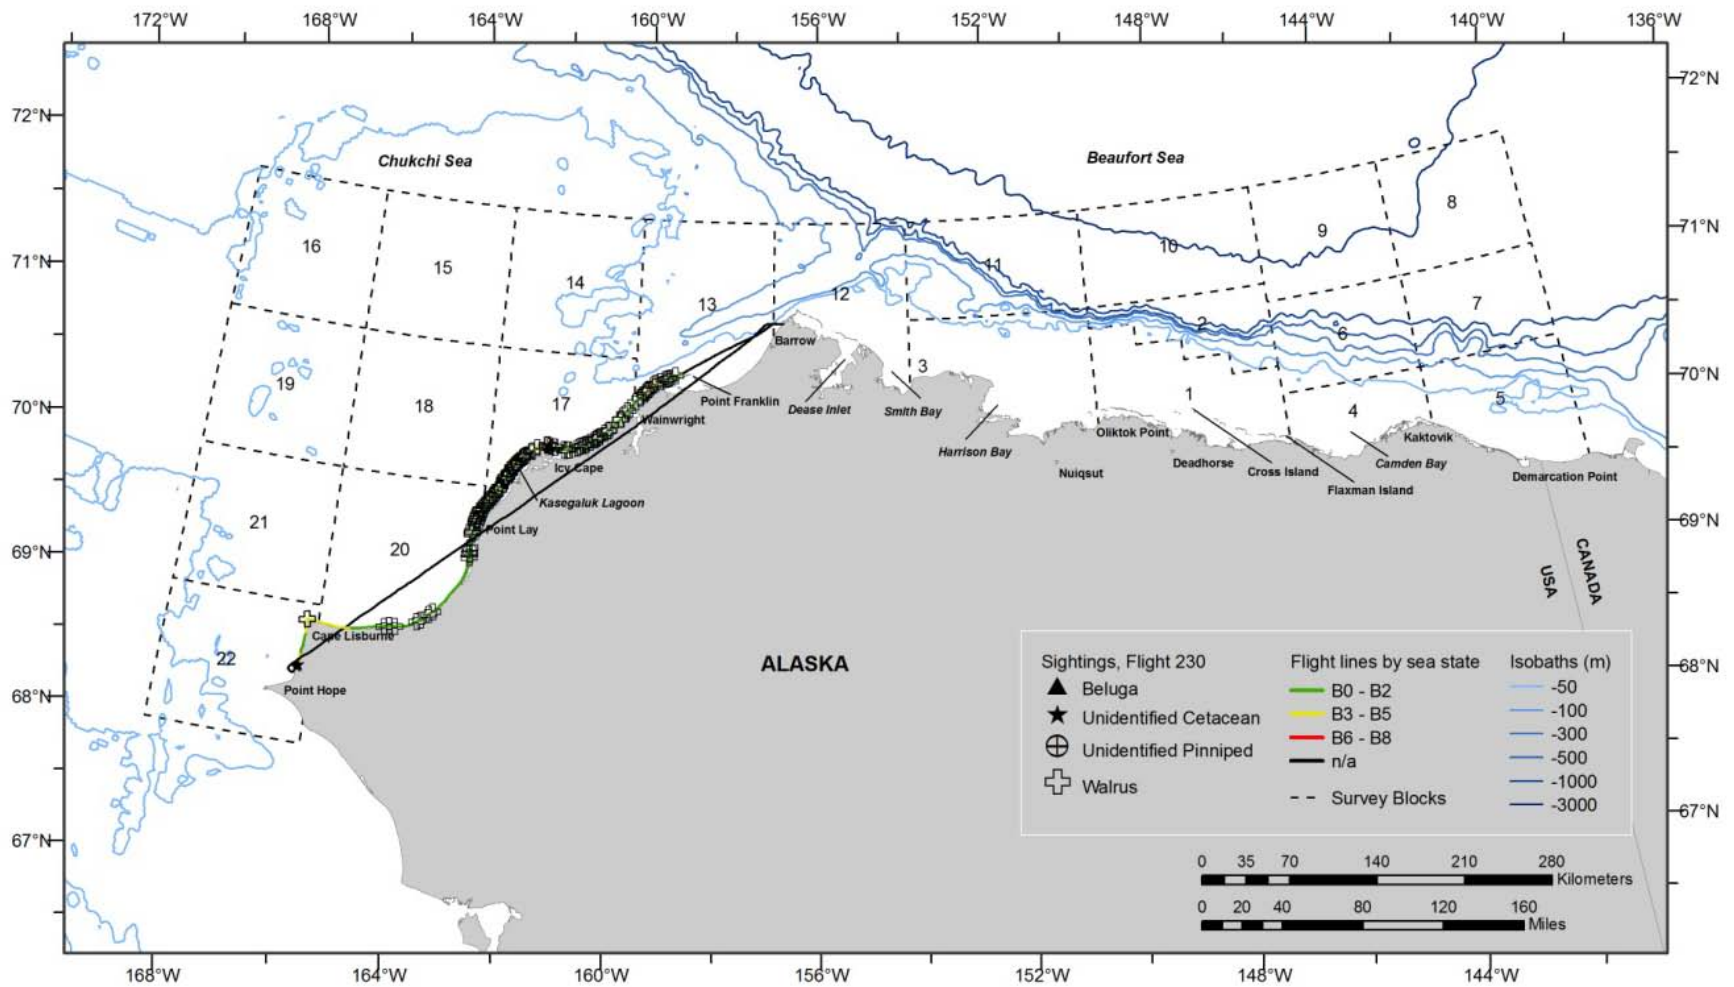 172°W 168°W 164°W 160°W 156°W 152°W 148°W 144°W 140°W 136°W
72°N
72°N
Chukchi Sea
Beaufort Sea
8
9
10
16
15
11
71°N
71°N
14
13
12
7
2
6
Barrow
3
70°N
70°N
19
18
17
Point Franklin
Dease Inlet
Smith Bay
1
4
5
Wainwright
Harrison Bay
Oliktok Point
Kaktovik
Icy Cape
Nuiqsut
Deadhorse
Cross Island
Camden Bay
Demarcation Point
Flaxman Island
Kasegaluk Lagoon
21
20
Point Lay
69°N
69°N
USA
CANADA
Cape Lisburne
22
Point Hope
ALASKA
68°N
68°N
67°N
67°N
Sightings, Flight 230
Beluga
Unidentified Cetacean
Unidentified Pinniped
Walrus
Flight lines by sea state
B0 - B2
B3 - B5
B6 - B8
n/a
Survey Blocks
Isobaths (m)
-50
-100
-300
-500
-1000
-3000
0 35 70 140 210 280
Kilometers
0 20 40 80 120 160
Miles
168°W 164°W 160°W 156°W 152°W 148°W 144°W